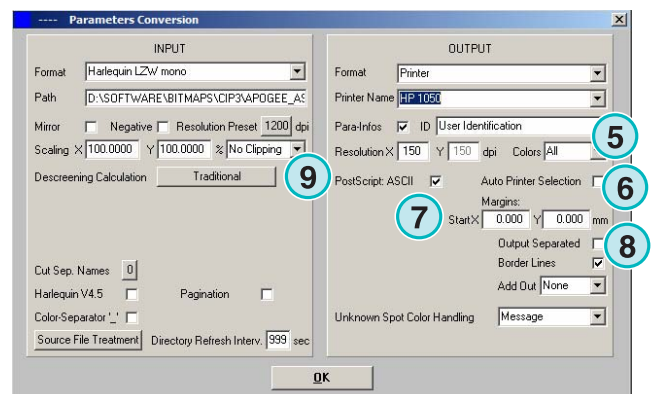 ---- Parameters Conversion
INPUT
Format Harlequin LZW mono
Path D:\SOFTWARE\BITMAPS\CIP3\APOGEE_AS
Mirror Negative Resolution Preset 1200 dpi
Scaling X 100.0000 Y 100.0000 % No Clipping
Descreening Calculation Traditional 9
Cut Sep. Names 0
Harlequin V4.5 Pagination
Color-Separator '_'
Source File Treatment Directory Refresh Interv. 999 sec
OUTPUT
Format Printer
Printer Name HP 1050
Para-Infos ID User Identification
5
Resolution X 150 Y 150 dpi Colors All
PostScript: ASCII Auto Printer Selection 6
Margins:
7 Start X 0.000 Y 0.000 mm
Output Separated 8
Border Lines
Add Out None
Unknown Spot Color Handling Message
OK